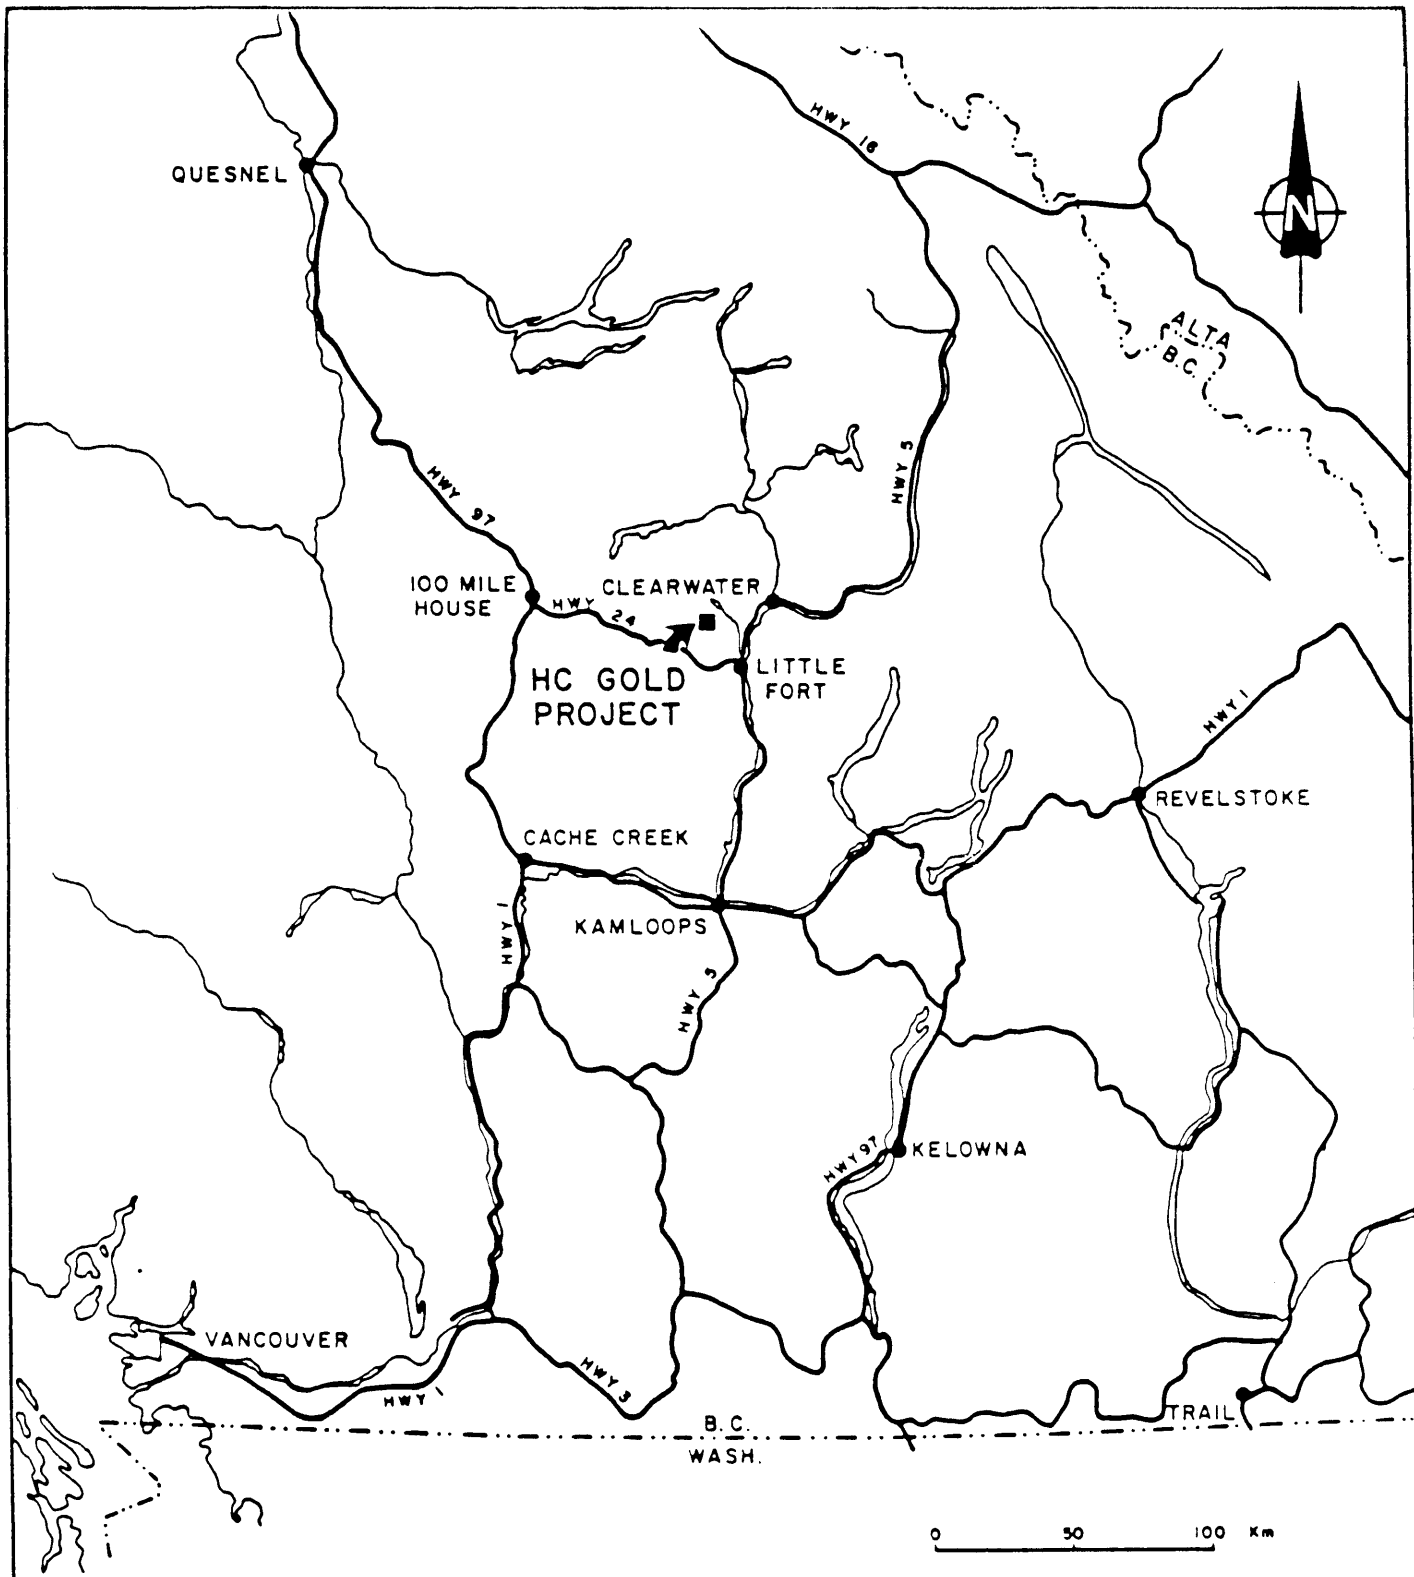 HWY 16
QUESNEL
N
ALTA
B.C.
HWY 5
HWY 97
100 MILE
HOUSE
CLEARWATER
HWY 24
LITTLE
FORT
HC GOLD
PROJECT
HWY 1
REVELSTOKE
CACHE CREEK
HWY 1
KAMLOOPS
HWY 5
KELOWNA
HWY 97
VANCOUVER
HWY 1
HWY 3
TRAIL
B.C.
WASH.
0 50 100 Km